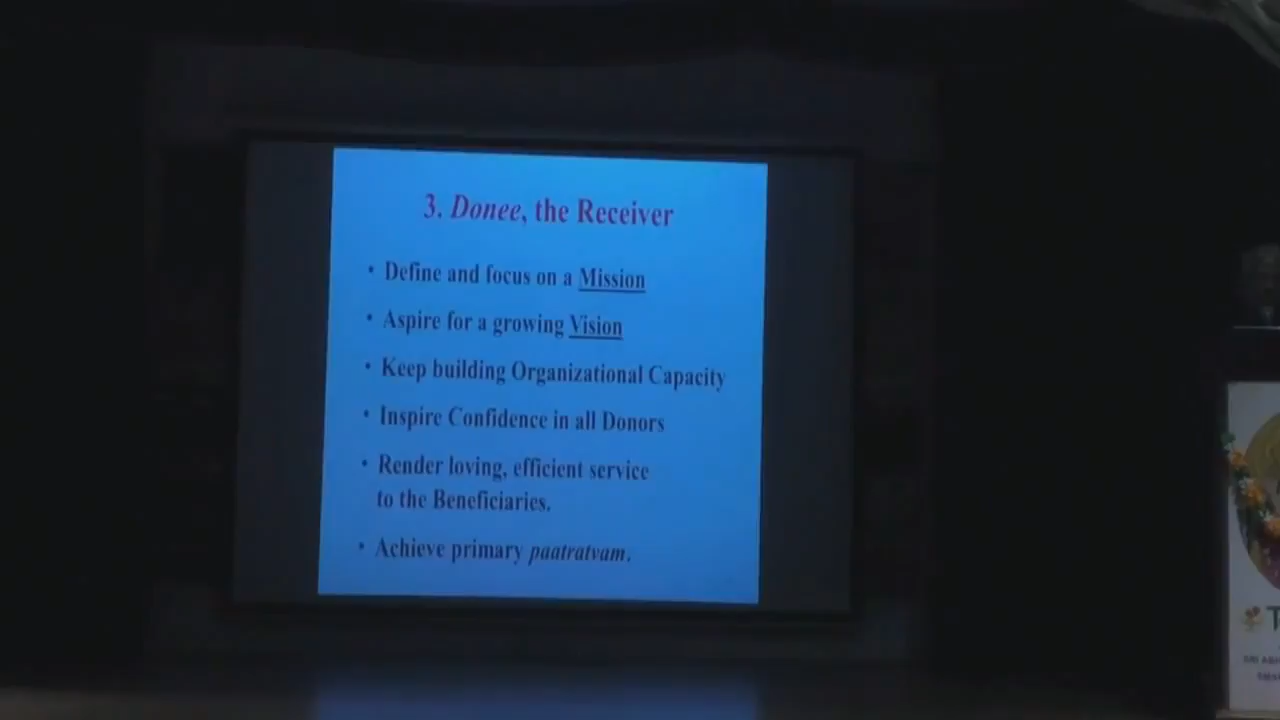 3. Donee, the Receiver
• Define and focus on a Mission
• Aspire for a growing Vision
• Keep building Organizational Capacity
• Inspire Confidence in all Donors
• Render loving, efficient service
to the Beneficiaries.
• Achieve primary paatratvam.